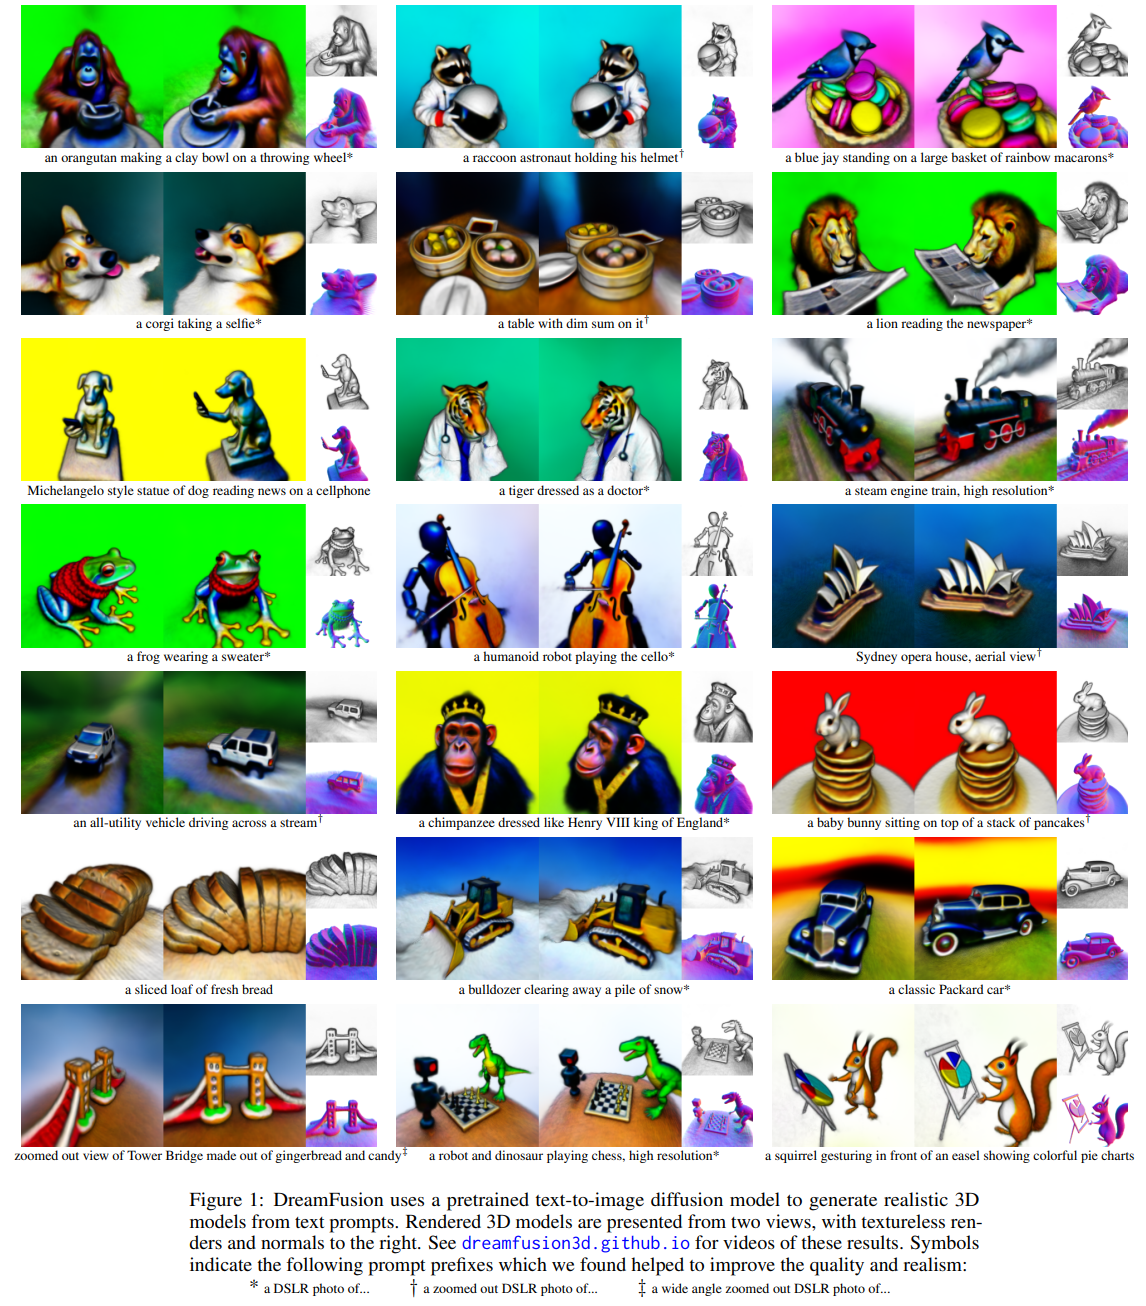 an orangutan making a clay bowl on a throwing wheel*
a raccoon astronaut holding his helmet†
a blue jay standing on a large basket of rainbow macarons*
a corgi taking a selfie*
a table with dim sum on it†
a lion reading the newspaper*
Michelangelo style statue of dog reading news on a cellphone
a tiger dressed as a doctor*
a steam engine train, high resolution*
a frog wearing a sweater*
a humanoid robot playing the cello*
Sydney opera house, aerial view†
an all-utility vehicle driving across a stream†
a chimpanzee dressed like Henry VIII king of England*
a baby bunny sitting on top of a stack of pancakes†
a sliced loaf of fresh bread
a bulldozer clearing away a pile of snow*
a classic Packard car*
zoomed out view of Tower Bridge made out of gingerbread and candy‡
a robot and dinosaur playing chess, high resolution*
a squirrel gesturing in front of an easel showing colorful pie charts
Figure 1: DreamFusion uses a pretrained text-to-image diffusion model to generate realistic 3D
models from text prompts. Rendered 3D models are presented from two views, with textureless ren-
ders and normals to the right. See dreamfusion3d.github.io for videos of these results. Symbols
indicate the following prompt prefixes which we found helped to improve the quality and realism:
* a DSLR photo of... † a zoomed out DSLR photo of... ‡ a wide angle zoomed out DSLR photo of...